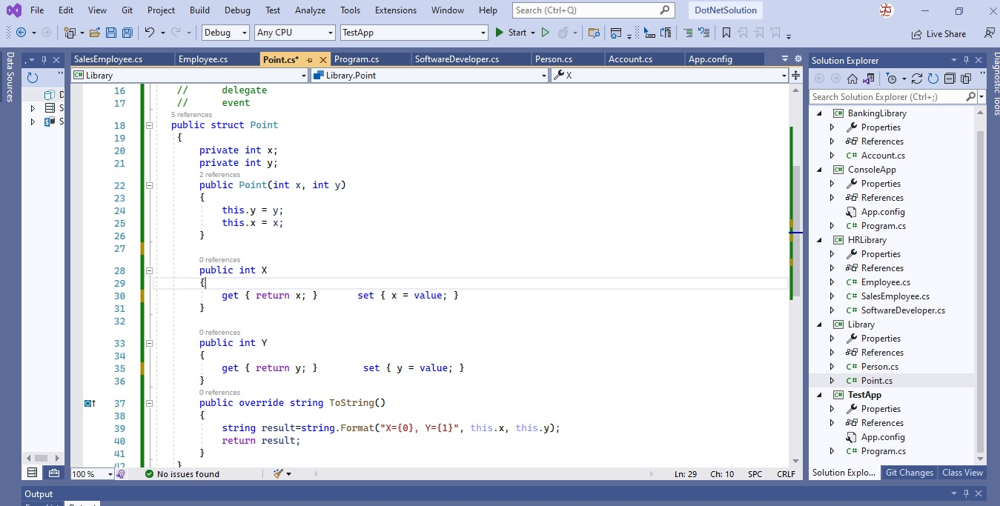 File Edit View Git Project Build Debug Test Analyze Tools Extensions Window Help Search (Ctrl+Q) DotNetSolution
Debug Any CPU TestApp Start Live Share
Data Sources
SalesEmployee.cs Employee.cs Point.cs* Program.cs SoftwareDeveloper.cs Person.cs Account.cs App.config
C# Library Library.Point X
16 // delegate
17 // event
5 references
18 public struct Point
19 {
20 private int x;
21 private int y;
2 references
22 public Point(int x, int y)
23 {
24 this.y = y;
25 this.x = x;
26 }
27
0 references
28 public int X
29 {
30 get { return x; } set { x = value; }
31 }
32
0 references
33 public int Y
34 {
35 get { return y; } set { y = value; }
36 }
0 references
37 public override string ToString()
38 {
39 string result=string.Format("X={0}, Y={1}", this.x, this.y);
40 return result;
41 }
42 }
100 % No issues found Ln: 29 Ch: 10 SPC CRLF
Solution Explorer
Search Solution Explorer (Ctrl+;)
C# BankingLibrary
Properties
References
C# Account.cs
C# ConsoleApp
Properties
References
App.config
C# Program.cs
C# HRLibrary
Properties
References
C# Employee.cs
C# SalesEmployee.cs
C# SoftwareDeveloper.cs
C# Library
Properties
References
C# Person.cs
C# Point.cs
C# TestApp
Properties
References
App.config
C# Program.cs
Solution Explo... Git Changes Class View
Diagnostic Tools
Output